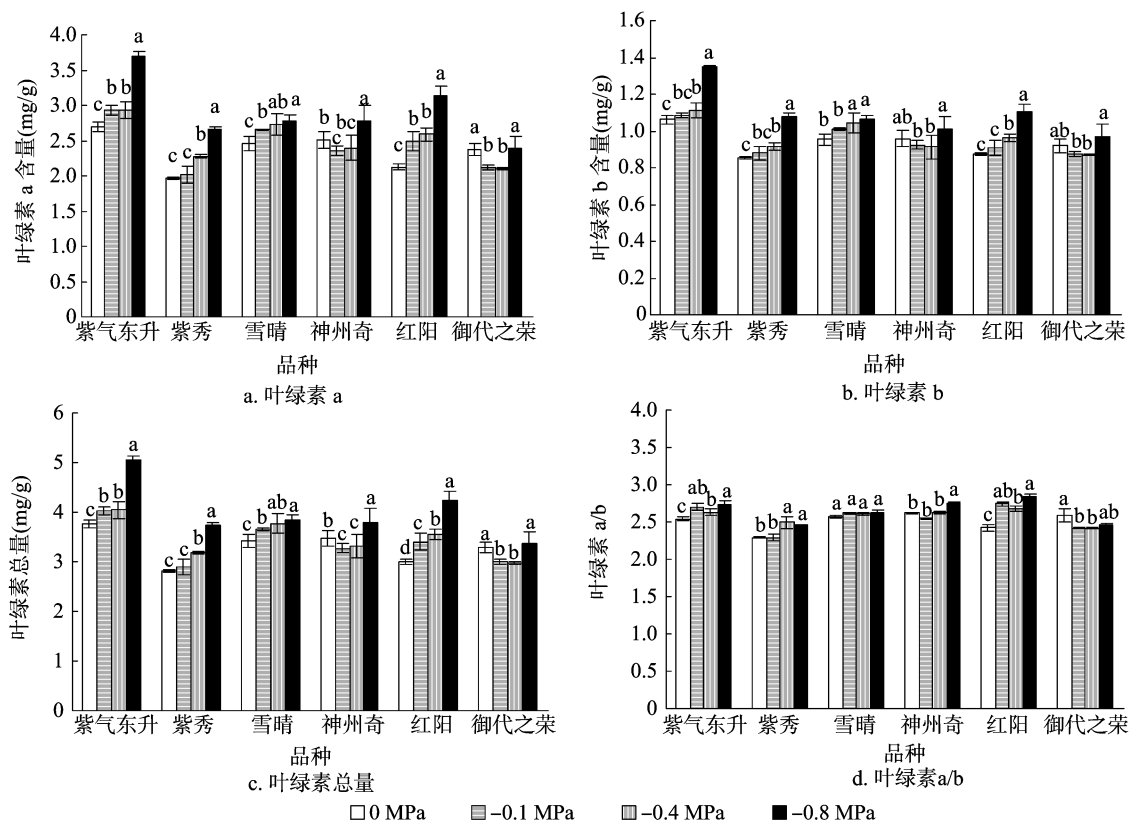 叶绿素 a 含量(mg/g)
4.0
3.5
3.0
2.5
2.0
1.5
1.0
0.5
0
c b b a
c c b a
c b ab a
b c bc a
c b b a
a b b a
紫气东升 紫秀 雪晴 神州奇 红阳 御代之荣
品种
a. 叶绿素 a
叶绿素 b 含量(mg/g)
1.6
1.4
1.2
1.0
0.8
0.6
0.4
0.2
0
c bc b a
c bc b a
c b a a
ab b b a
c c b a
ab b b a
紫气东升 紫秀 雪晴 神州奇 红阳 御代之荣
品种
b. 叶绿素 b
叶绿素总量(mg/g)
6
5
4
3
2
1
0
c b b a
c c b a
c b ab a
b c c a
d c b a
a b b a
紫气东升 紫秀 雪晴 神州奇 红阳 御代之荣
品种
c. 叶绿素总量
叶绿素 a/b
4.0
3.5
3.0
2.5
2.0
1.5
1.0
0.5
0
c ab b a
b b a a
a a a a
b b b a
c ab b a
a b b ab
紫气东升 紫秀 雪晴 神州奇 红阳 御代之荣
品种
d. 叶绿素a/b
0 MPa −0.1 MPa −0.4 MPa −0.8 MPa